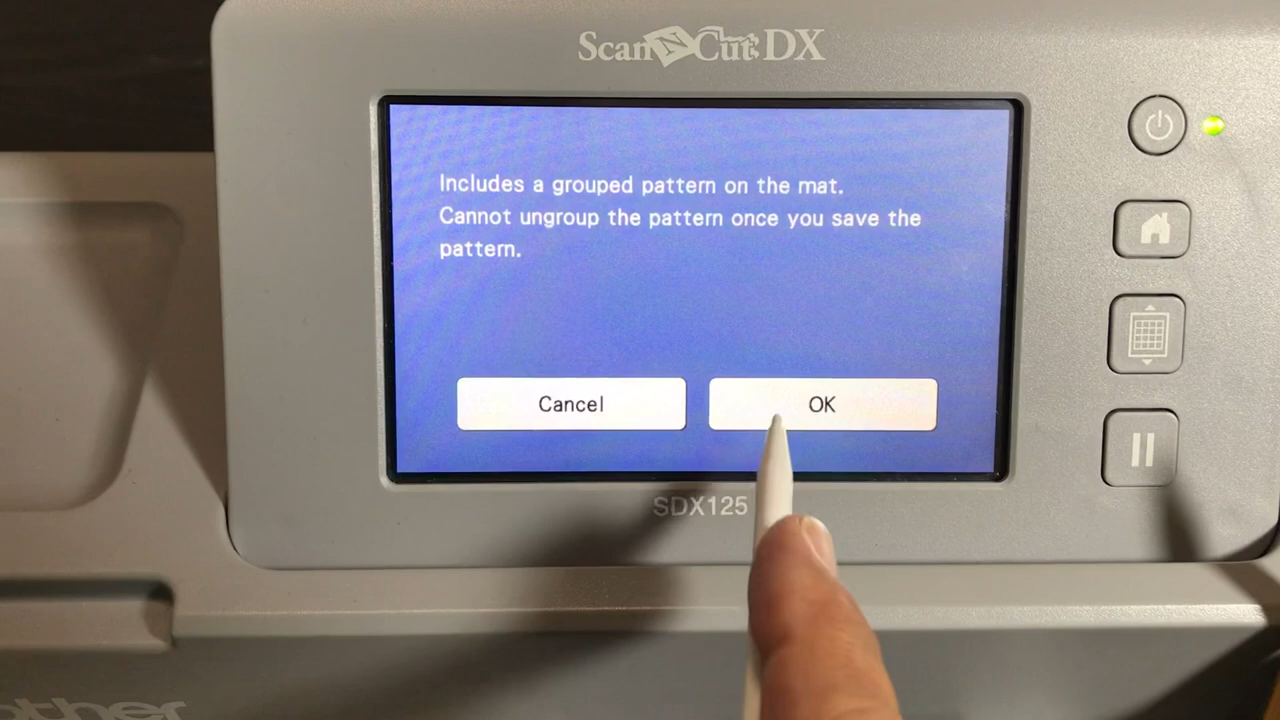 ScanNCut DX
Includes a grouped pattern on the mat.
Cannot ungroup the pattern once you save the
pattern.
Cancel
OK
SDX125